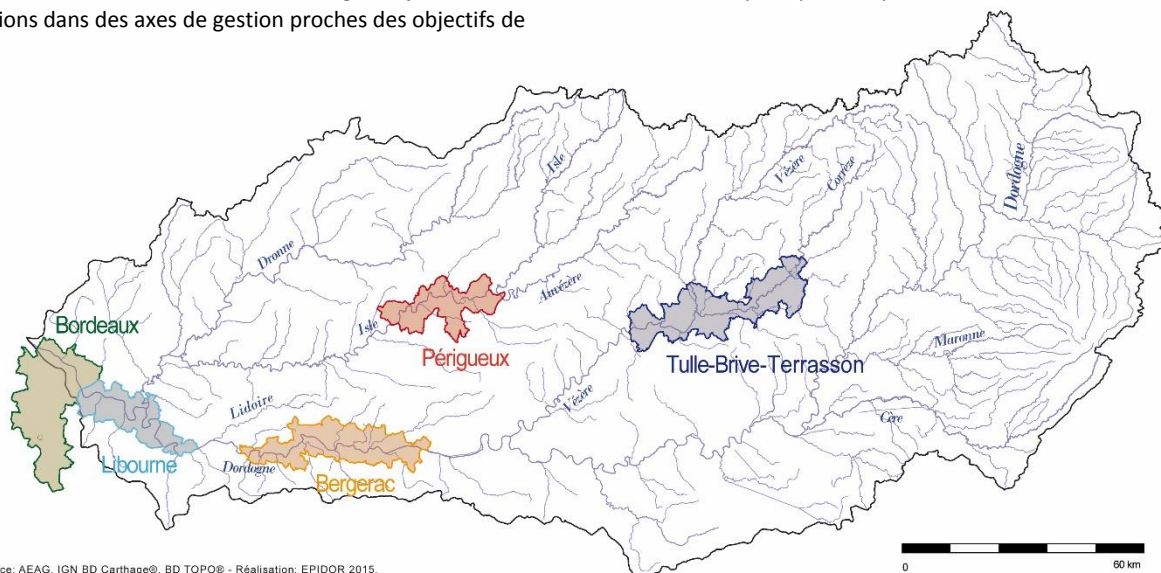 ions dans des axes de gestion proches des objectifs de
Isle
Vézère
Corrèze
Dordogne
Dronne
Auvézère
Isle
Bordeaux
Périgueux
Maronne
Tulle-Brive-Terrasson
Vézère
Lidoire
Cère
Libourne
Dordogne
Bergerac
0
60 km
ce: AEAG, IGN BD Carthage®, BD TOPO® - Réalisation: EPIDOR 2015.